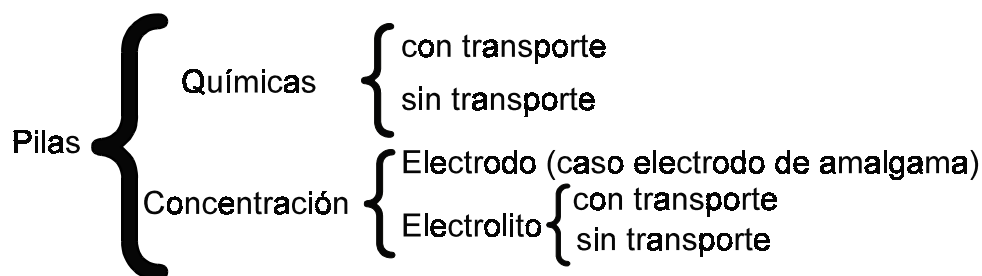 con transporte
Químicas
sin transporte
Pilas
Electrodo (caso electrodo de amalgama)
Concentración
con transporte
Electrolito
sin transporte